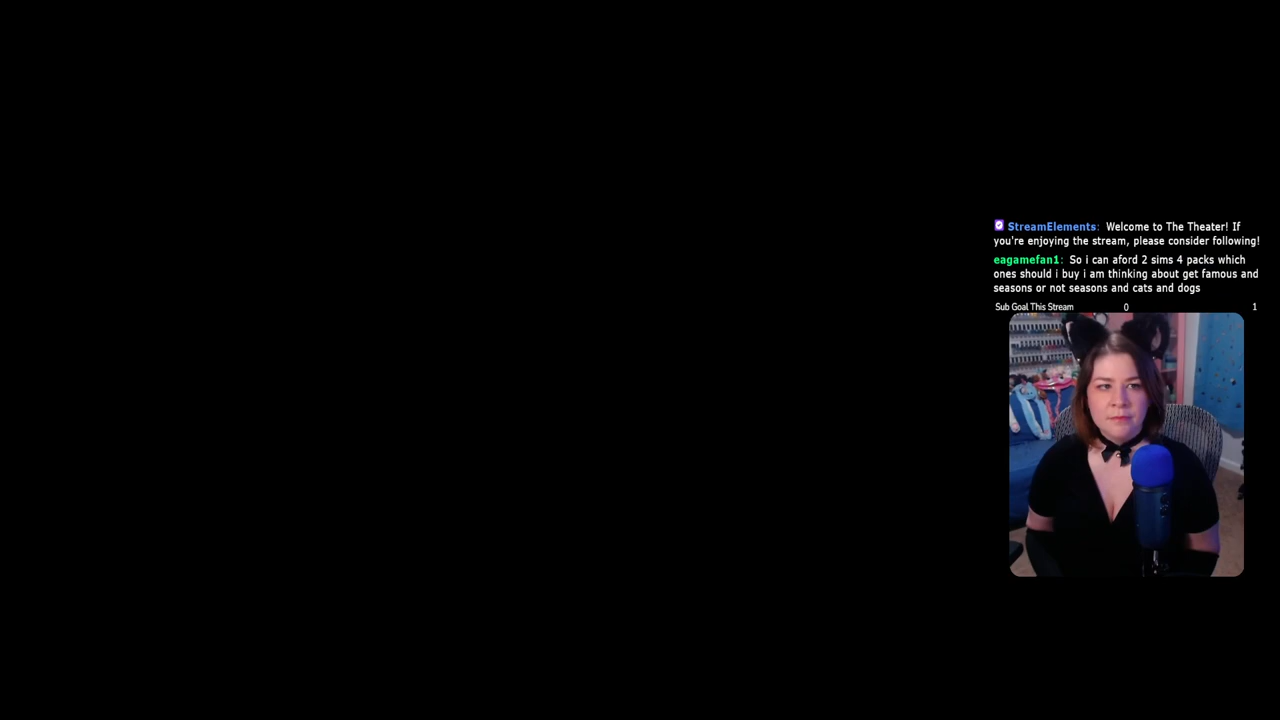 StreamElements: Welcome to The Theater! If
you're enjoying the stream, please consider following!
eagamefan1: So i can aford 2 sims 4 packs which
ones should i buy i am thinking about get famous and
seasons or not seasons and cats and dogs
Sub Goal This Stream 0 1